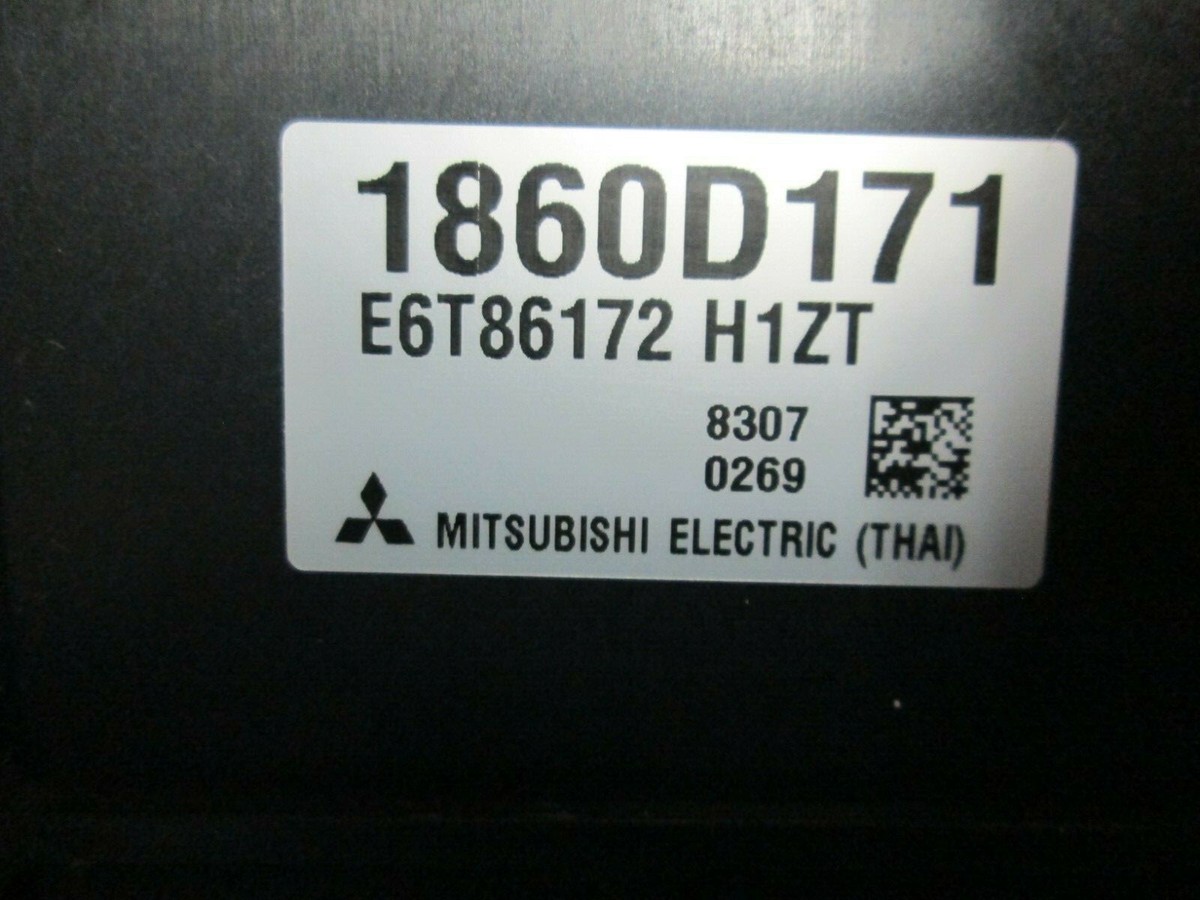 1860D171
E6T86172 H1ZT
8307
0269
MITSUBISHI ELECTRIC (THAI)